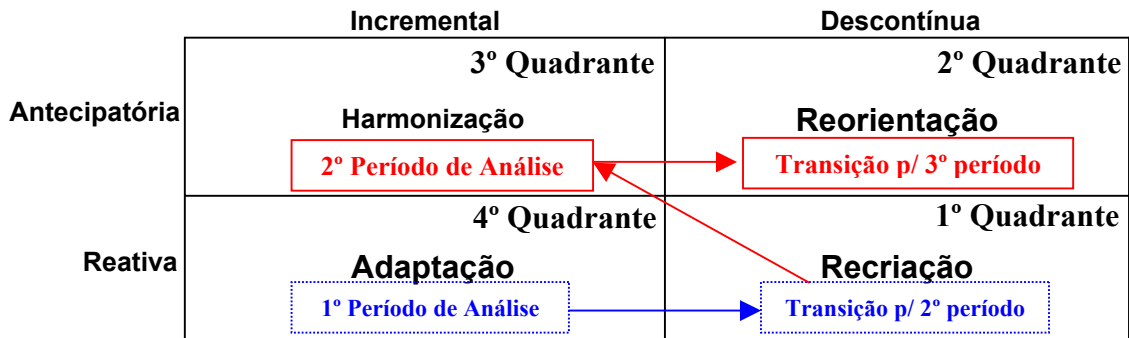 Incremental
Descontínua
3º Quadrante
2º Quadrante
Antecipatória
Harmonização
Reorientação
2º Período de Análise
Transição p/ 3º período
4º Quadrante
1º Quadrante
Reativa
Adaptação
Recriação
1º Período de Análise
Transição p/ 2º período